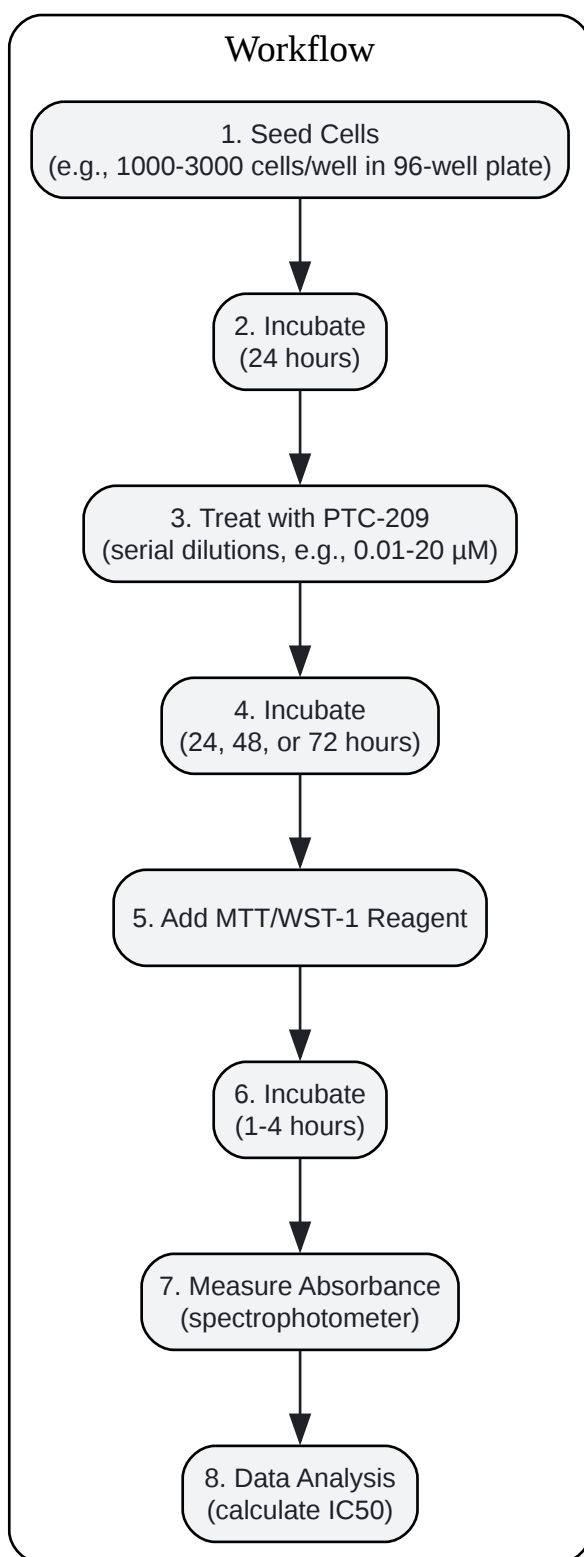 Workflow
1. Seed Cells
(e.g., 1000-3000 cells/well in 96-well plate)
2. Incubate
(24 hours)
3. Treat with PTC-209
(serial dilutions, e.g., 0.01-20 µM)
4. Incubate
(24, 48, or 72 hours)
5. Add MTT/WST-1 Reagent
6. Incubate
(1-4 hours)
7. Measure Absorbance
(spectrophotometer)
8. Data Analysis
(calculate IC50)